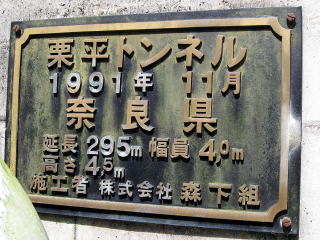 栗平トンネル
1991年 11月
奈良県
延長 295m 幅員 4,0m
高さ 4,5m
施工者 株式会社 森下組